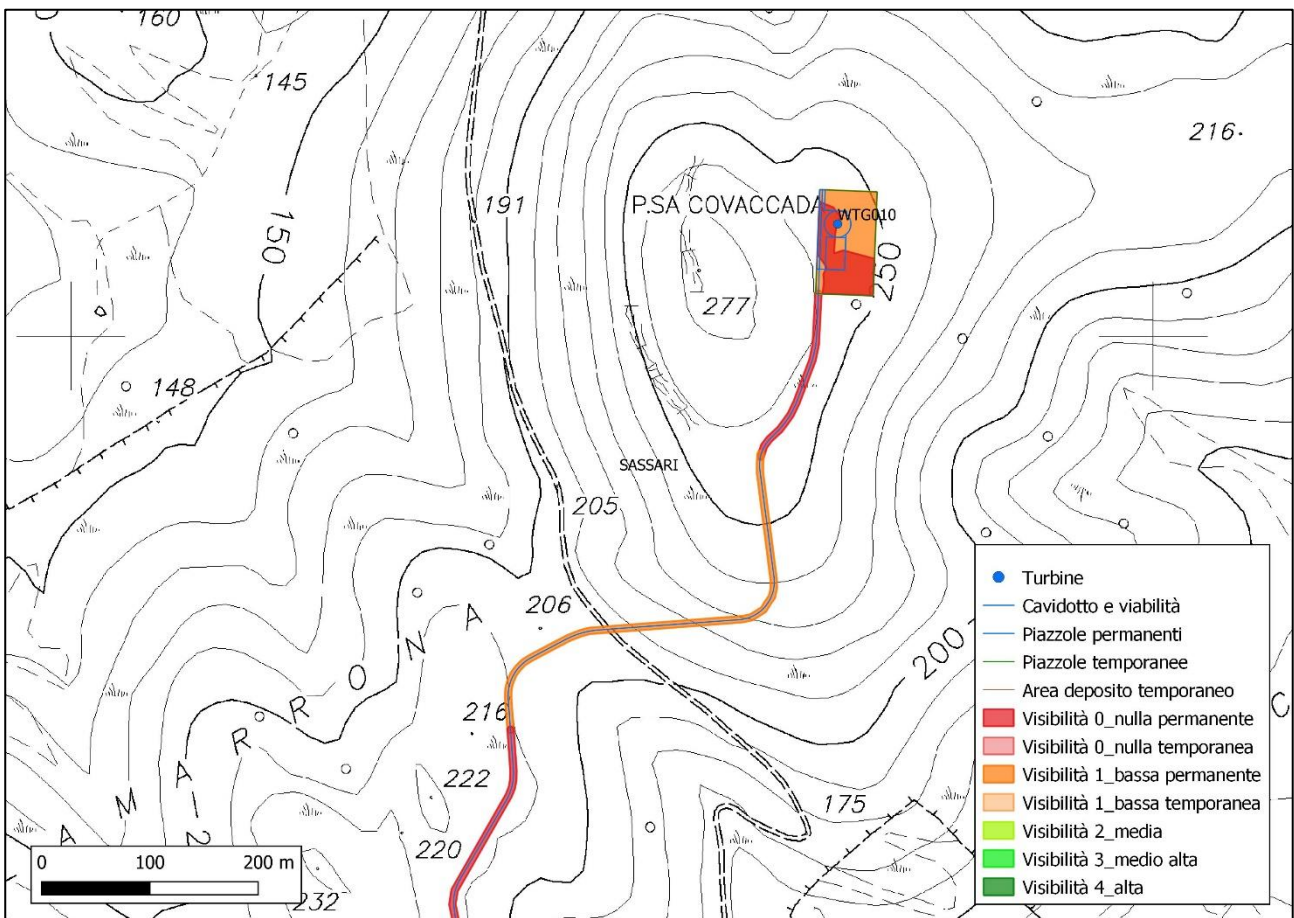 160
145
216
191
P.SA COVACCADA
WTG010
150
250
277
148
SASSARI
205
206
200
216
222
175
220
232
A M A R R O N A
C
Turbine
Cavidotto e viabilità
Piazzole permanenti
Piazzole temporanee
Area deposito temporaneo
Visibilità 0_nulla permanente
Visibilità 0_nulla temporanea
Visibilità 1_bassa permanente
Visibilità 1_bassa temporanea
Visibilità 2_media
Visibilità 3_medio alta
Visibilità 4_alta
0 100 200 m